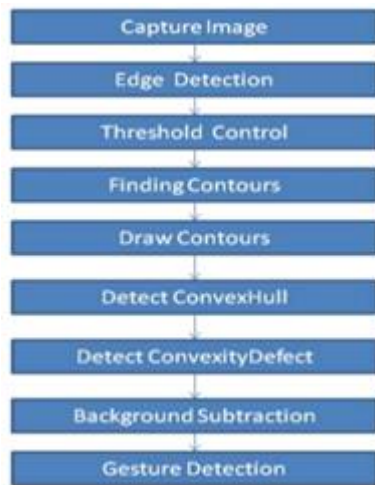 Capture Image
Edge Detection
Threshold Control
Finding Contours
Draw Contours
Detect ConvexHull
Detect ConvexityDefect
Background Subtraction
Gesture Detection